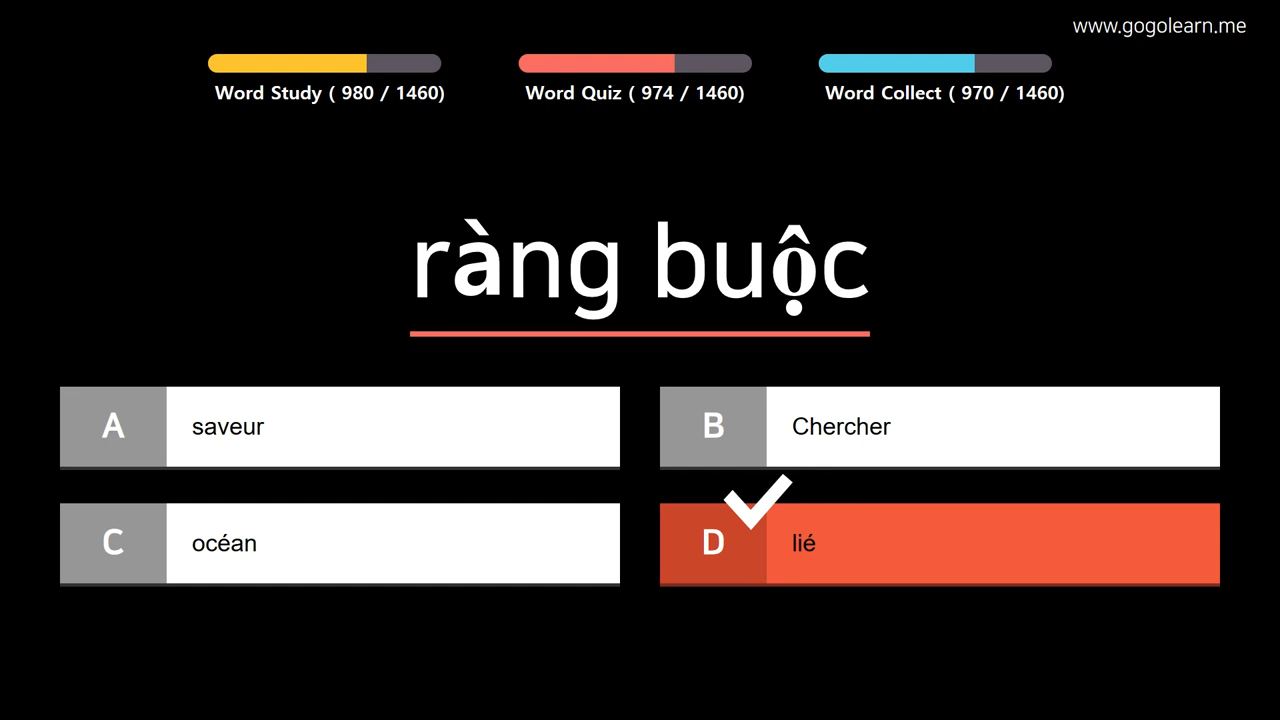 www.gogolearn.me
Word Study ( 980 / 1460)
Word Quiz ( 974 / 1460)
Word Collect ( 970 / 1460)
ràng buộc
A saveur
B Chercher
C océan
D lié